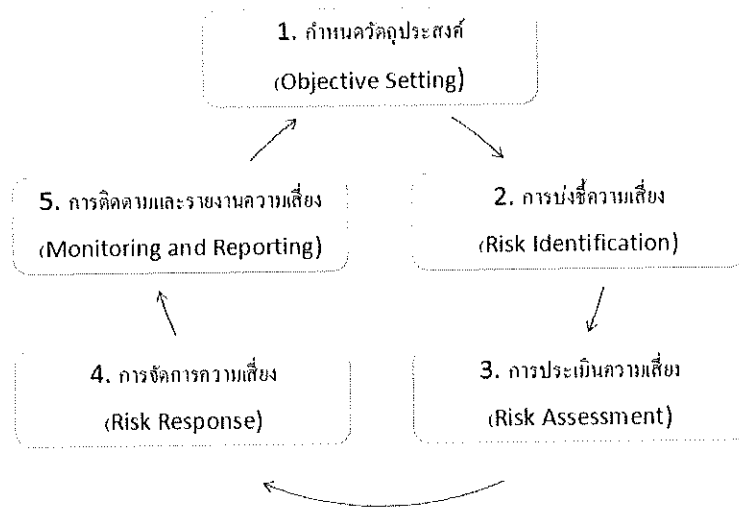 1. กำหนดวัตถุประสงค์
(Objective Setting)
2. การบ่งชี้ความเสี่ยง
(Risk Identification)
3. การประเมินความเสี่ยง
(Risk Assessment)
4. การจัดการความเสี่ยง
(Risk Response)
5. การติดตามและรายงานความเสี่ยง
(Monitoring and Reporting)